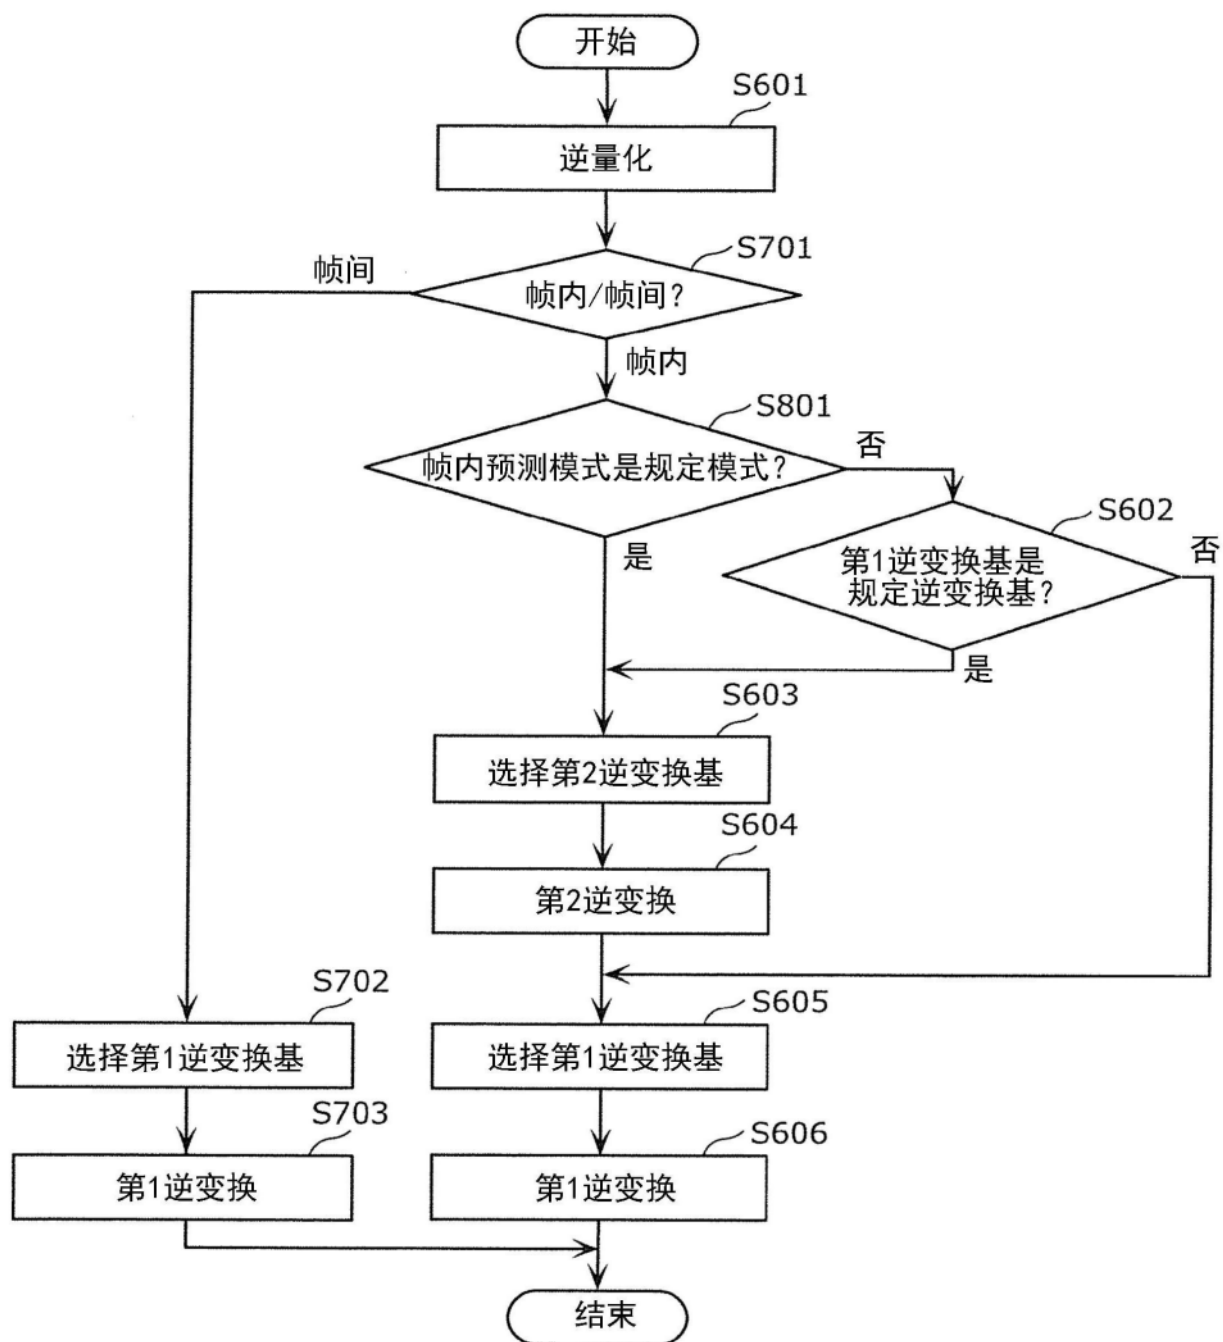 开始
S601
逆量化
S701
帧间
帧内/帧间?
帧内
S801
帧内预测模式是规定模式?
否
S602
第1逆变换基是
规定逆变换基?
否
是
是
S603
选择第2逆变换基
S604
第2逆变换
S702
选择第1逆变换基
S605
选择第1逆变换基
S703
第1逆变换
S606
第1逆变换
结束